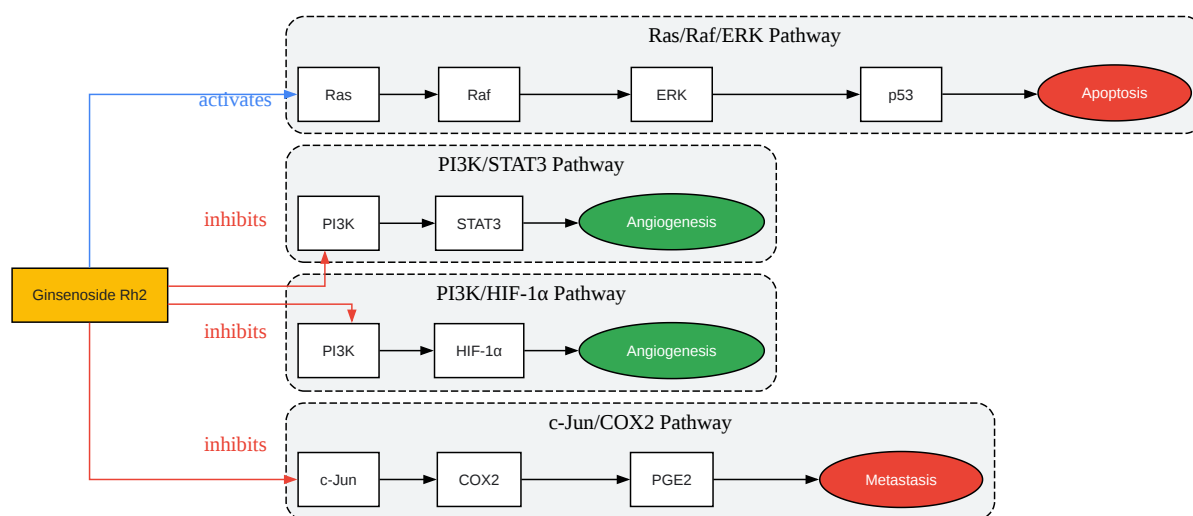 Ras/Raf/ERK Pathway
activates
Ras
Raf
ERK
p53
Apoptosis
PI3K/STAT3 Pathway
inhibits
PI3K
STAT3
Angiogenesis
Ginsenoside Rh2
PI3K/HIF-1α Pathway
inhibits
PI3K
HIF-1α
Angiogenesis
c-Jun/COX2 Pathway
inhibits
c-Jun
COX2
PGE2
Metastasis